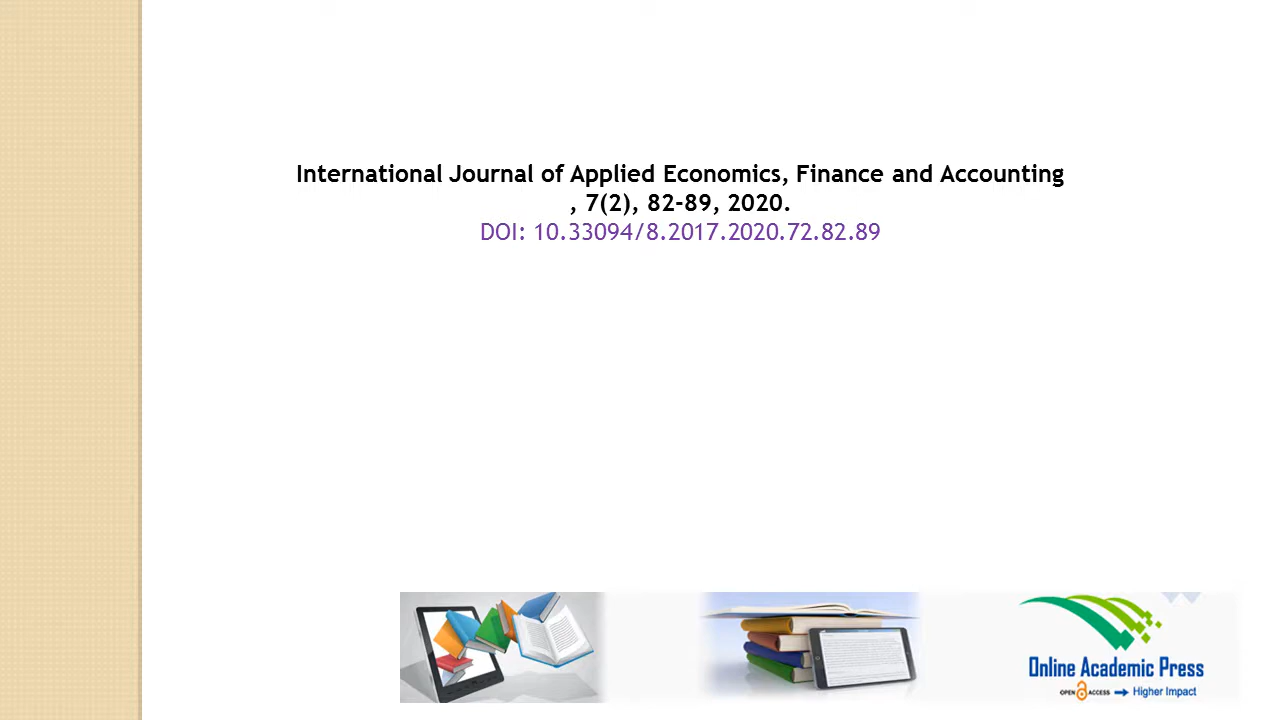 International Journal of Applied Economics, Finance and Accounting
, 7(2), 82-89, 2020.
DOI: 10.33094/8.2017.2020.72.82.89
Online Academic Press
OPEN ACCESS Higher Impact